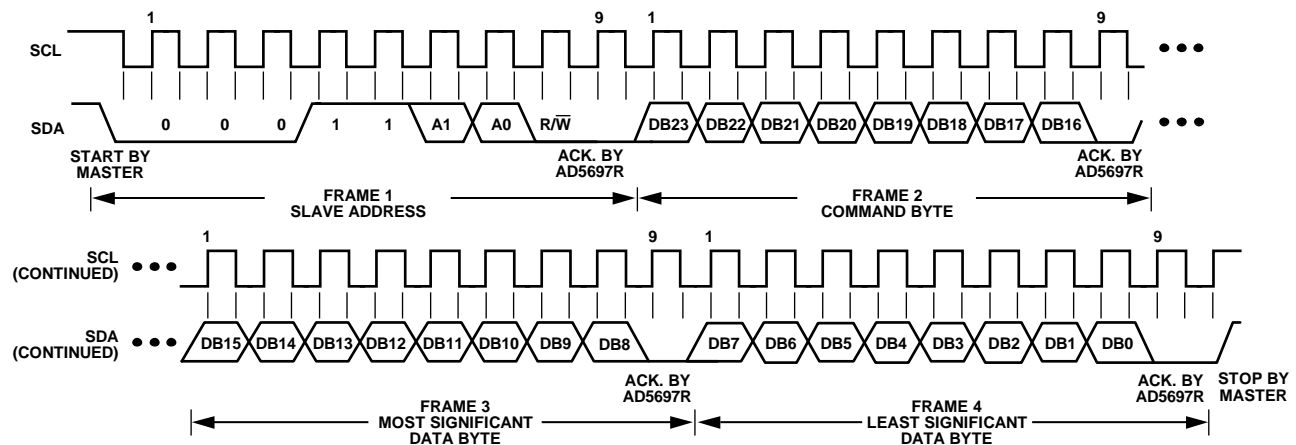 1 9 1 9
SCL
SDA
0 0 0 1 1 A1 A0 R/W̅ DB23 DB22 DB21 DB20 DB19 DB18 DB17 DB16
START BY
MASTER
ACK. BY
AD5697R
ACK. BY
AD5697R
FRAME 1
SLAVE ADDRESS
FRAME 2
COMMAND BYTE
1 9 1 9
SCL
(CONTINUED)
SDA
(CONTINUED)
DB15 DB14 DB13 DB12 DB11 DB10 DB9 DB8 DB7 DB6 DB5 DB4 DB3 DB2 DB1 DB0
ACK. BY
AD5697R
ACK. BY
AD5697R
STOP BY
MASTER
FRAME 3
MOST SIGNIFICANT
DATA BYTE
FRAME 4
LEAST SIGNIFICANT
DATA BYTE